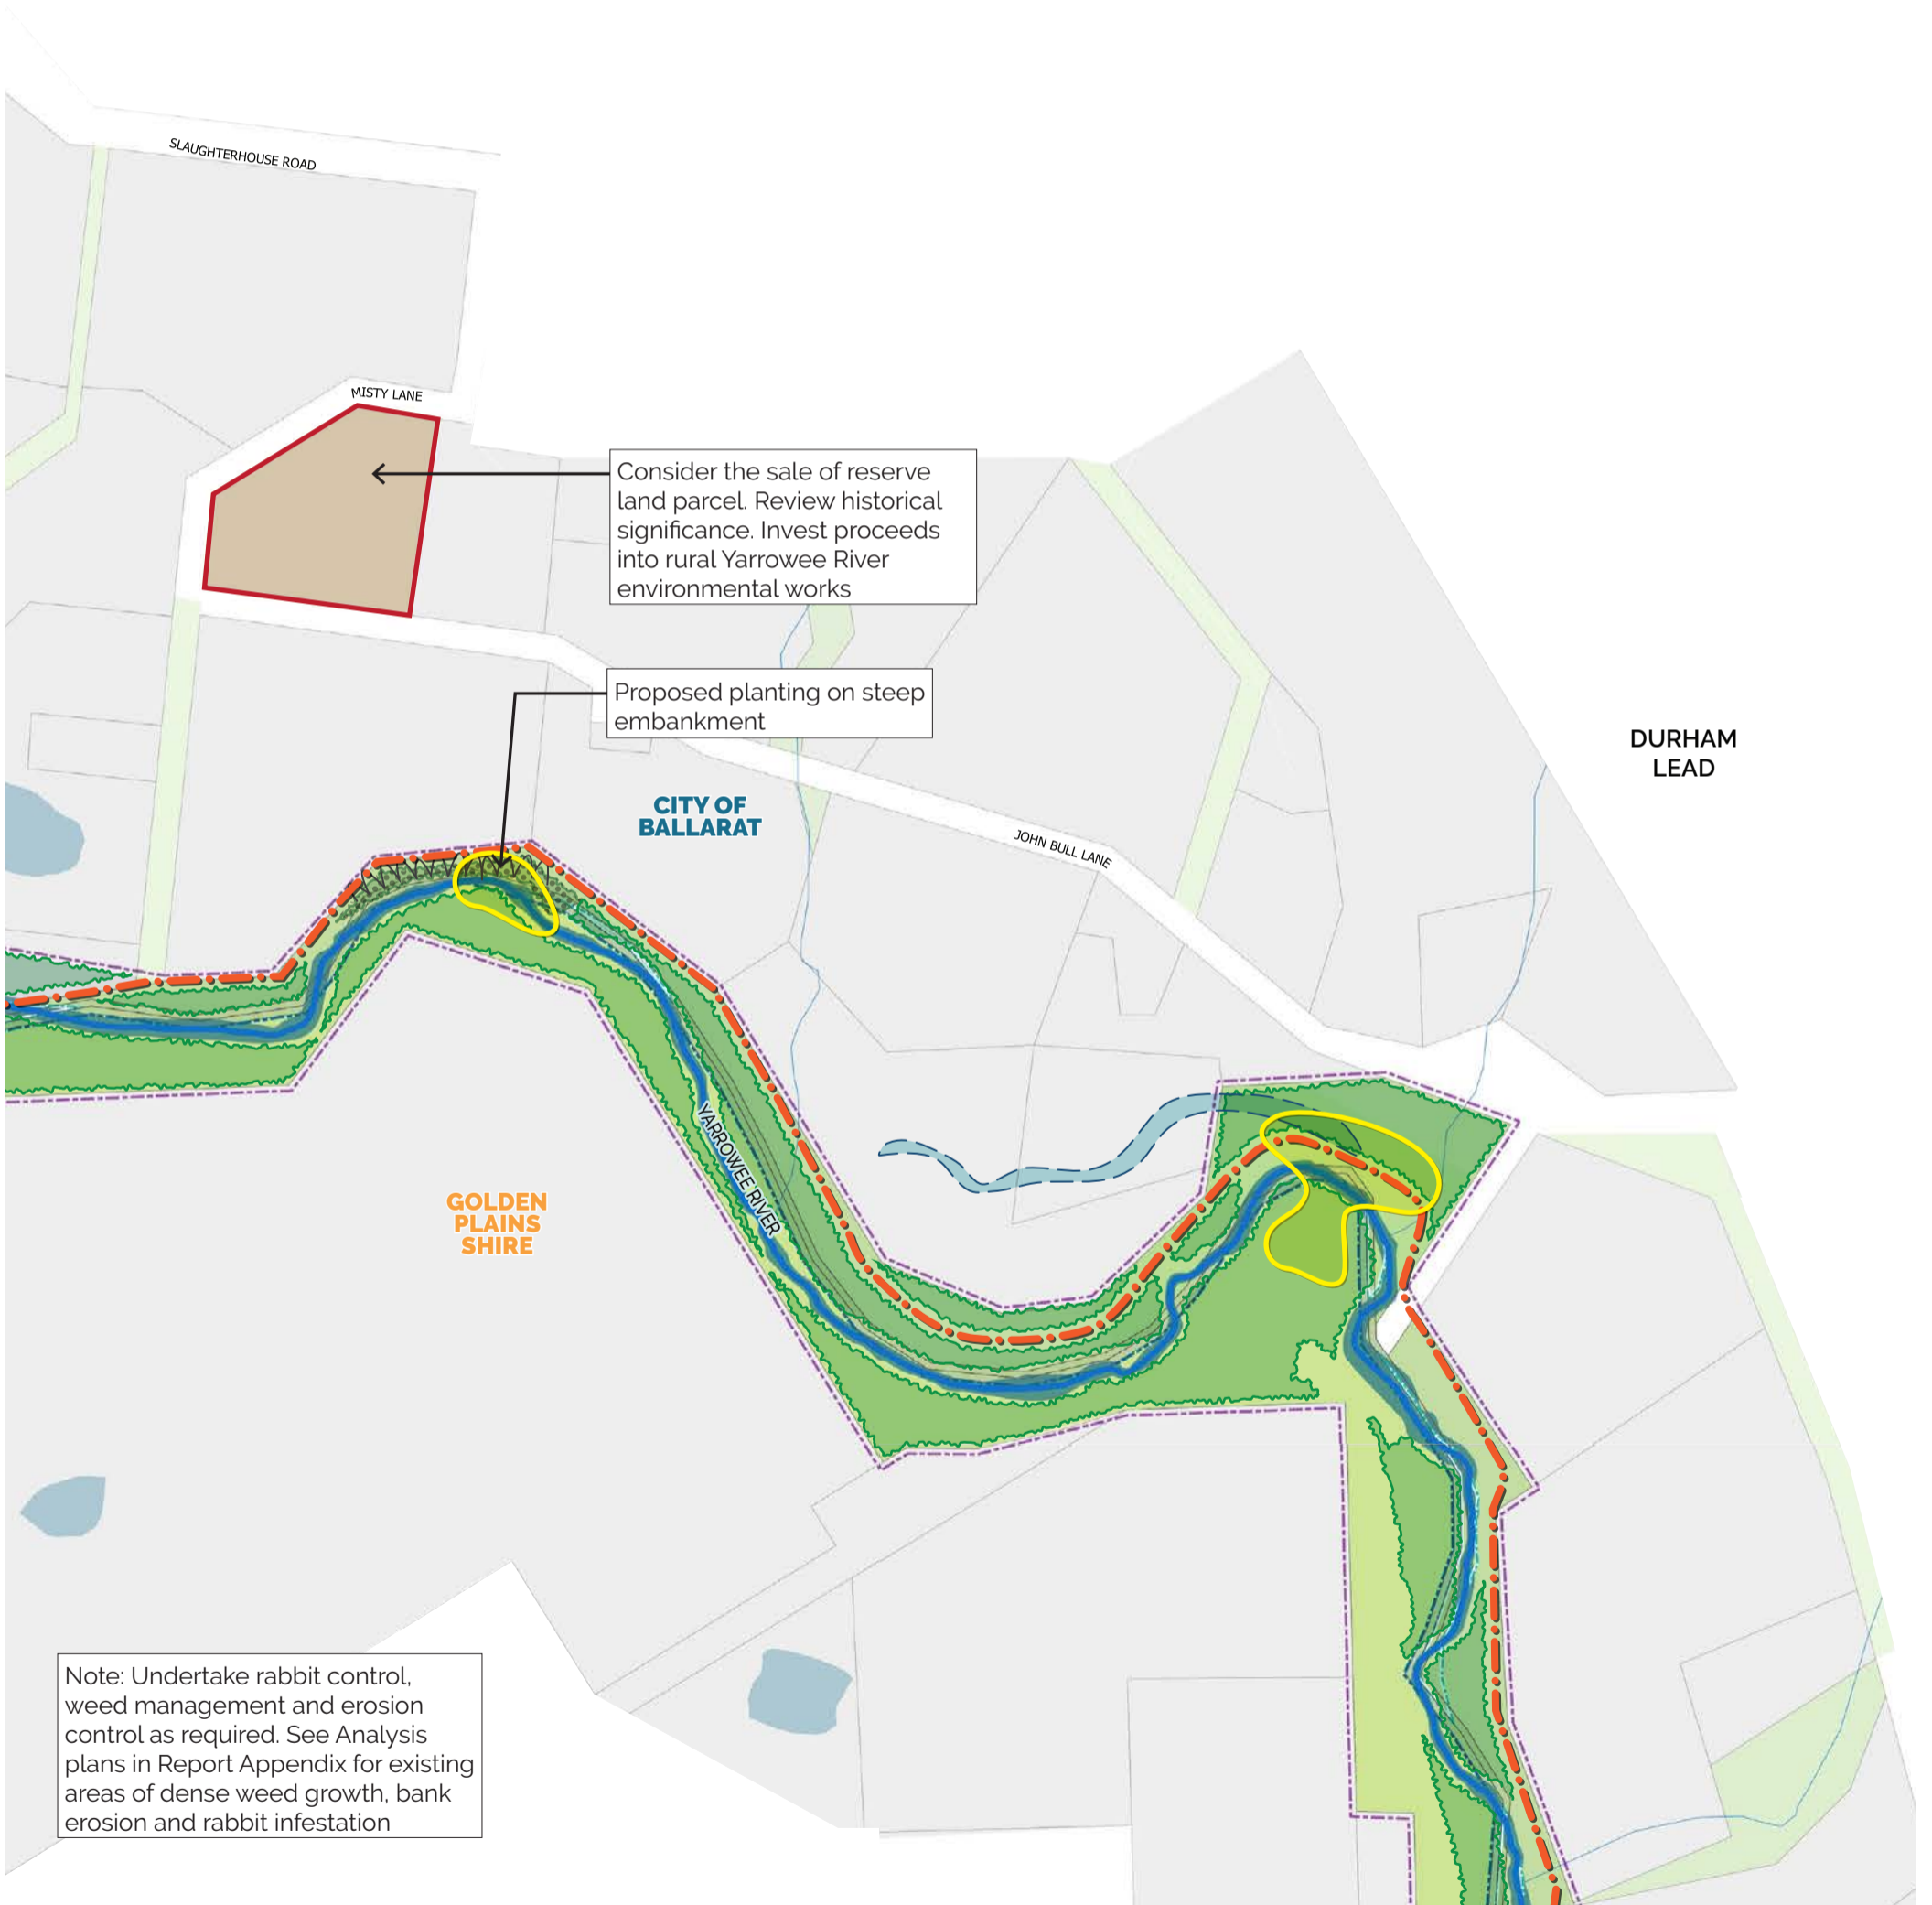 SLAUGHTERHOUSE ROAD
MISTY LANE
Consider the sale of reserve
land parcel. Review historical
significance. Invest proceeds
into rural Yarrowee River
environmental works
Proposed planting on steep
embankment
DURHAM
LEAD
CITY OF
BALLARAT
JOHN BULL LANE
YARROWEE RIVER
GOLDEN
PLAINS
SHIRE
Note: Undertake rabbit control,
weed management and erosion
control as required. See Analysis
plans in Report Appendix for existing
areas of dense weed growth, bank
erosion and rabbit infestation